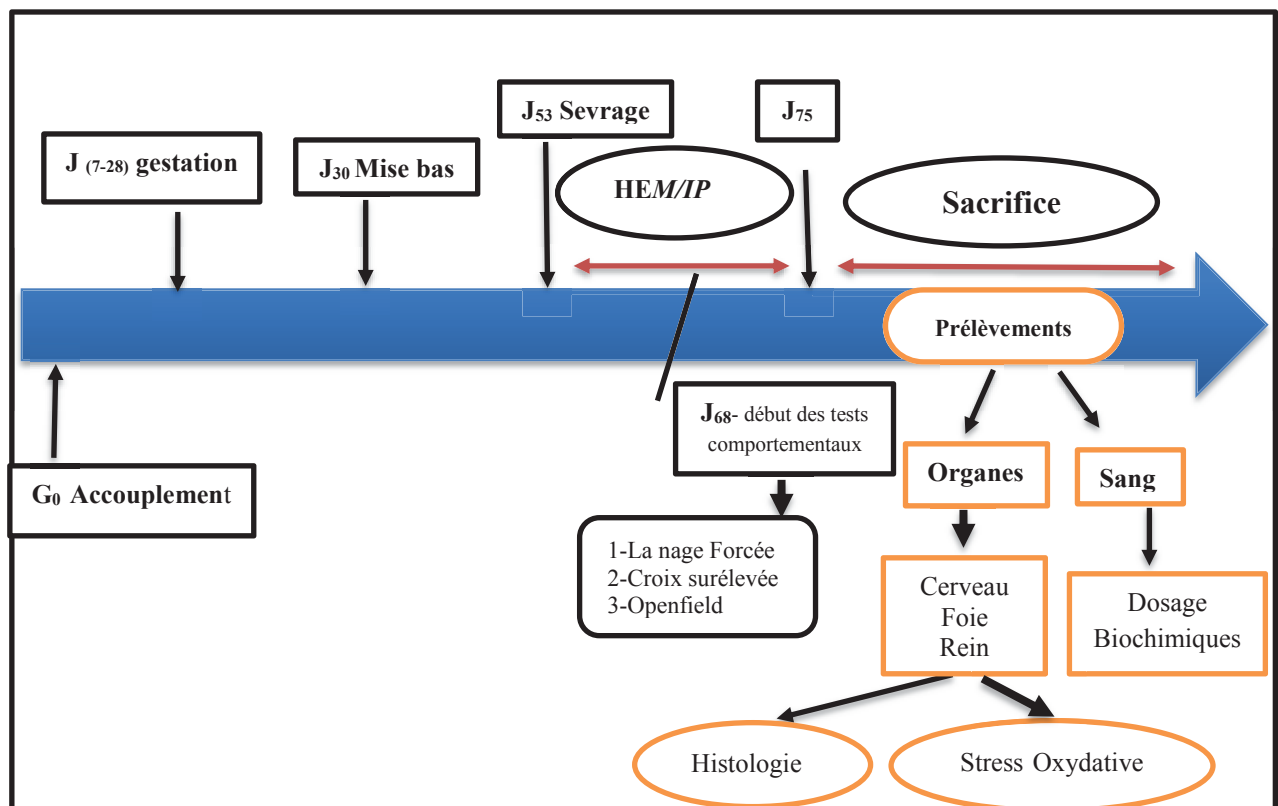 J₅₃ Sevrage
J₇₅
J ₍₇₋₂₈₎ gestation
J₃₀ Mise bas
HEM/IP
Sacrifice
Prélèvements
G₀ Accouplement
J₆₈- début des tests
comportementaux
1-La nage Forcée
2-Croix surélevée
3-Openfield
Organes
Sang
Cerveau
Foie
Rein
Dosage
Biochimiques
Histologie
Stress Oxydative